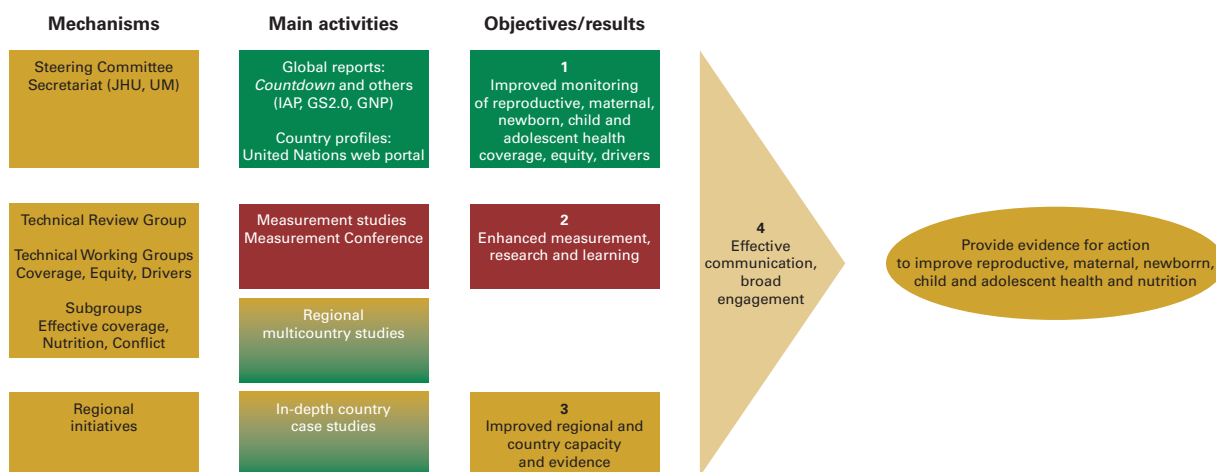 Mechanisms
Main activities
Objectives/results
Steering Committee
Secretariat (JHU, UM)
Global reports:
Countdown and others
(IAP, GS2.0, GNP)
Country profiles:
United Nations web portal
1
Improved monitoring
of reproductive, maternal,
newborn, child and
adolescent health
coverage, equity, drivers
Technical Review Group
Technical Working Groups
Coverage, Equity, Drivers
Subgroups
Effective coverage,
Nutrition, Conflict
Measurement studies
Measurement Conference
2
Enhanced measurement,
research and learning
Regional
multicountry studies
Regional
initiatives
In-depth country
case studies
3
Improved regional and
country capacity
and evidence
4
Effective
communication,
broad
engagement
Provide evidence for action
to improve reproductive, maternal, newborrn,
child and adolescent health and nutrition